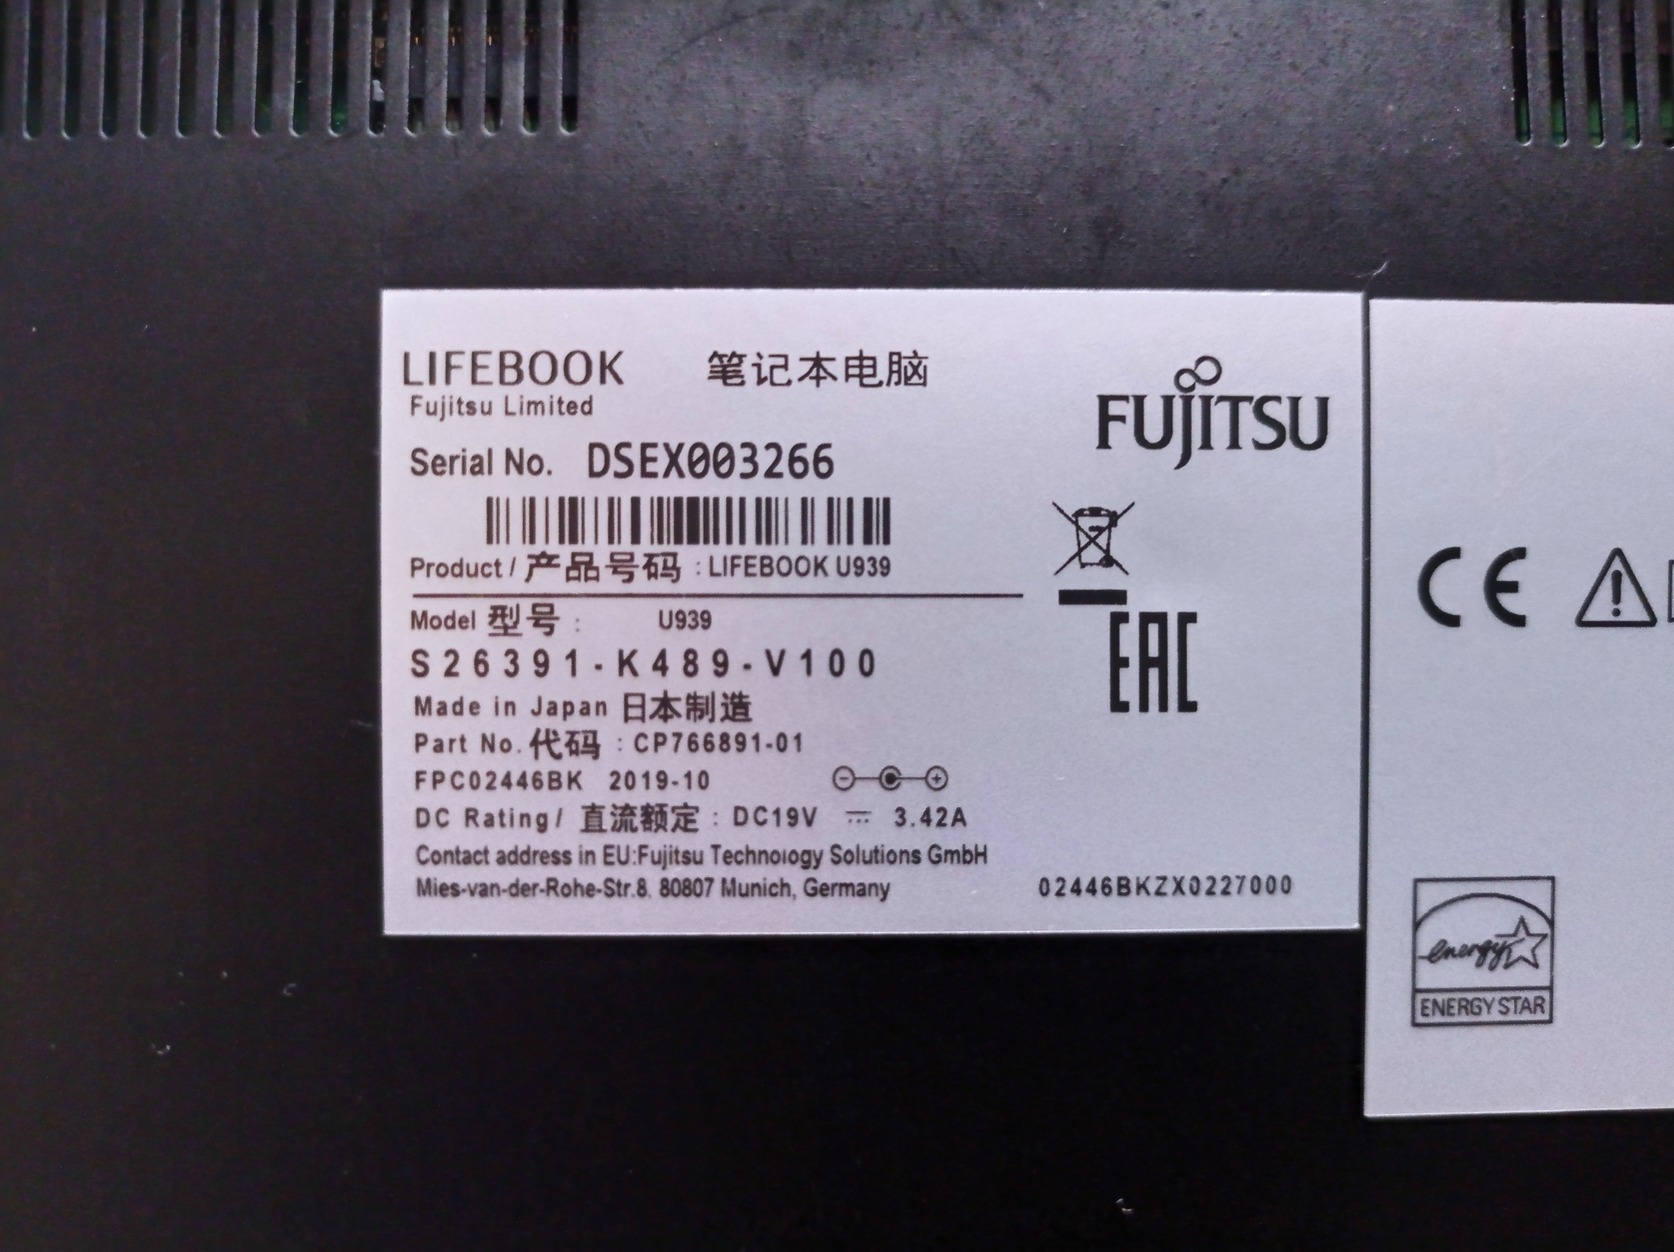 LIFEBOOK 笔记本电脑
Fujitsu Limited
FUJITSU
Serial No. DSEX003266
Product / 产品号码 : LIFEBOOK U939
Model 型号 : U939
S26391-K489-V100
Made in Japan 日本制造
Part No. 代码 : CP766891-01
FPC02446BK 2019-10
DC Rating / 直流额定 : DC19V ⎓ 3.42A
Contact address in EU:Fujitsu Technology Solutions GmbH
Mies-van-der-Rohe-Str.8. 80807 Munich, Germany
02446BKZX0227000
EAC
CE
energy
ENERGY STAR